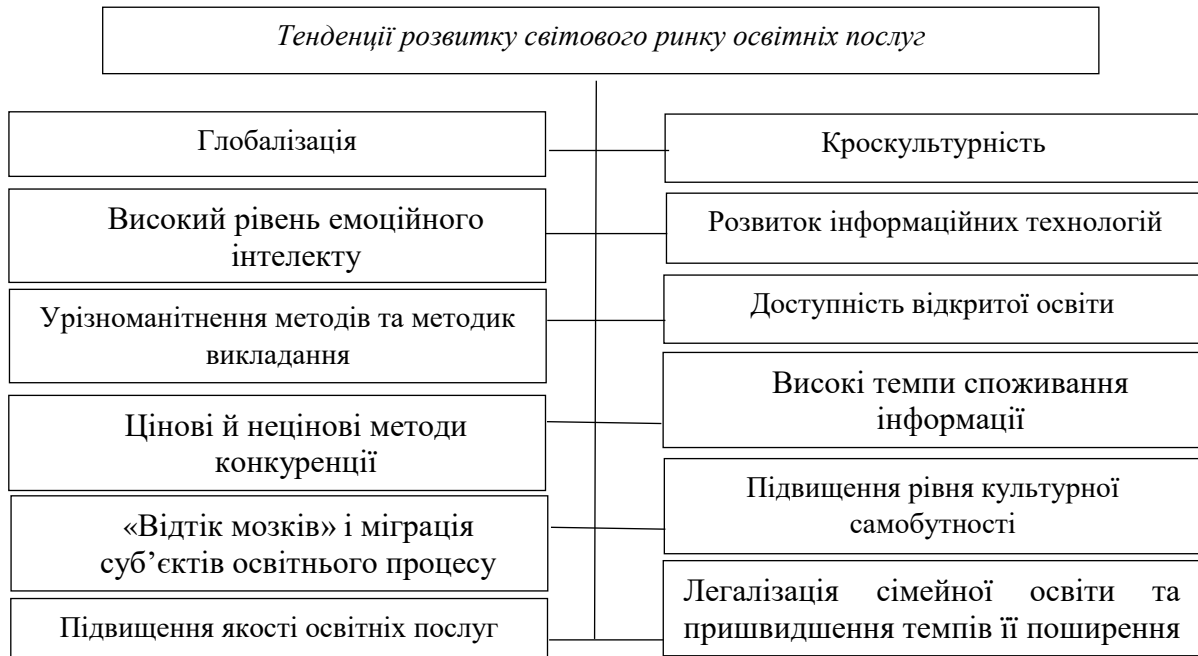 Тенденції розвитку світового ринку освітніх послуг
Глобалізація
Кроскультурність
Високий рівень емоційного
інтелекту
Розвиток інформаційних технологій
Урізноманітнення методів та методик
викладання
Доступність відкритої освіти
Цінові й нецінові методи
конкуренції
Високі темпи споживання
інформації
«Відтік мозків» і міграція
суб’єктів освітнього процесу
Підвищення рівня культурної
самобутності
Підвищення якості освітніх послуг
Легалізація сімейної освіти та
пришвидшення темпів її поширення